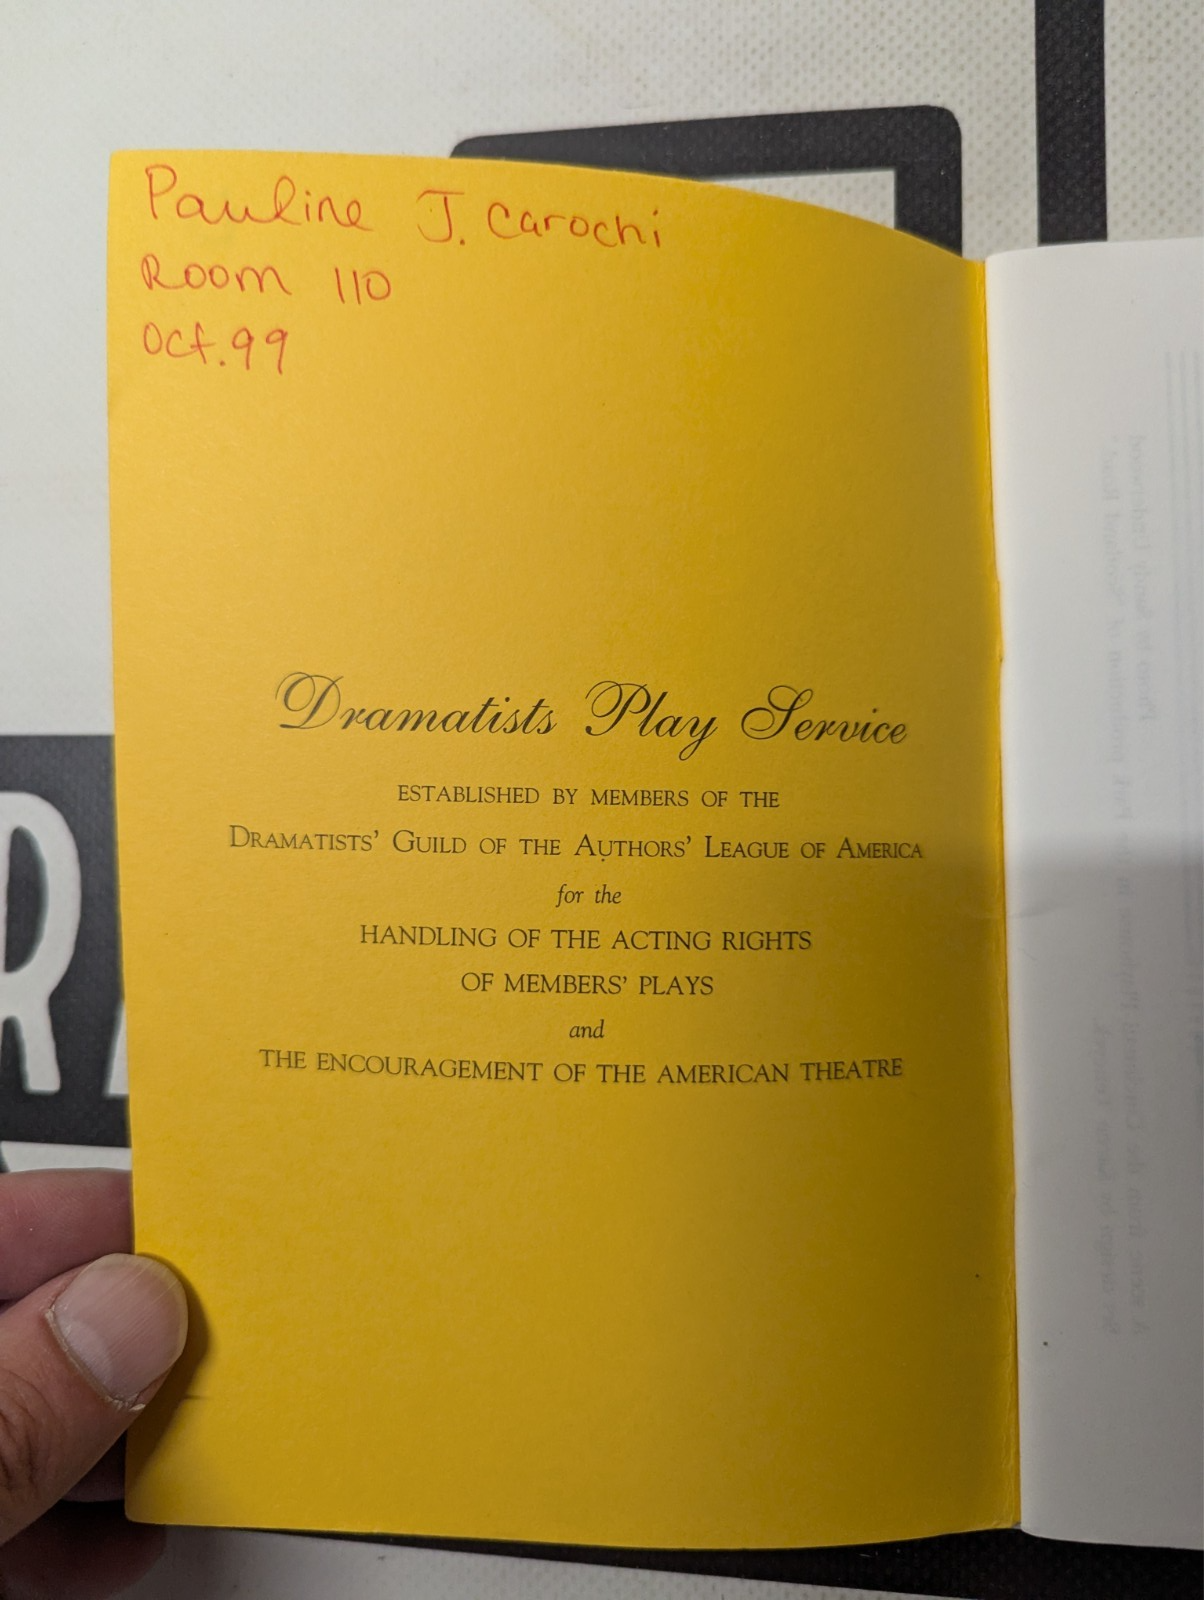 Pauline J. Carochi
Room 110
Oct. 99
Dramatists Play Service
ESTABLISHED BY MEMBERS OF THE
DRAMATISTS' GUILD OF THE AUTHORS' LEAGUE OF AMERICA
for the
HANDLING OF THE ACTING RIGHTS
OF MEMBERS' PLAYS
and
THE ENCOURAGEMENT OF THE AMERICAN THEATRE